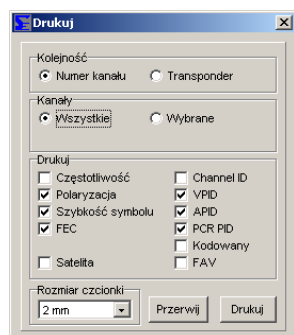 Drukuj
Kolejność
Numer kanału Transponder
Kanały
Wszystkie Wybrane
Drukuj
Częstotliwość Channel ID
Polaryzacja VPID
Szybkość symbolu APID
FEC PCR PID
Kodowany
Satelita FAV
Rozmiar czcionki
2 mm Przerwij Drukuj